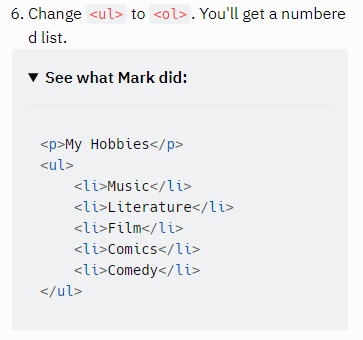 6. Change <ul> to <ol>. You'll get a numbere
d list.
▼ See what Mark did:
<p>My Hobbies</p>
<ul>
    <li>Music</li>
    <li>Literature</li>
    <li>Film</li>
    <li>Comics</li>
    <li>Comedy</li>
</ul>